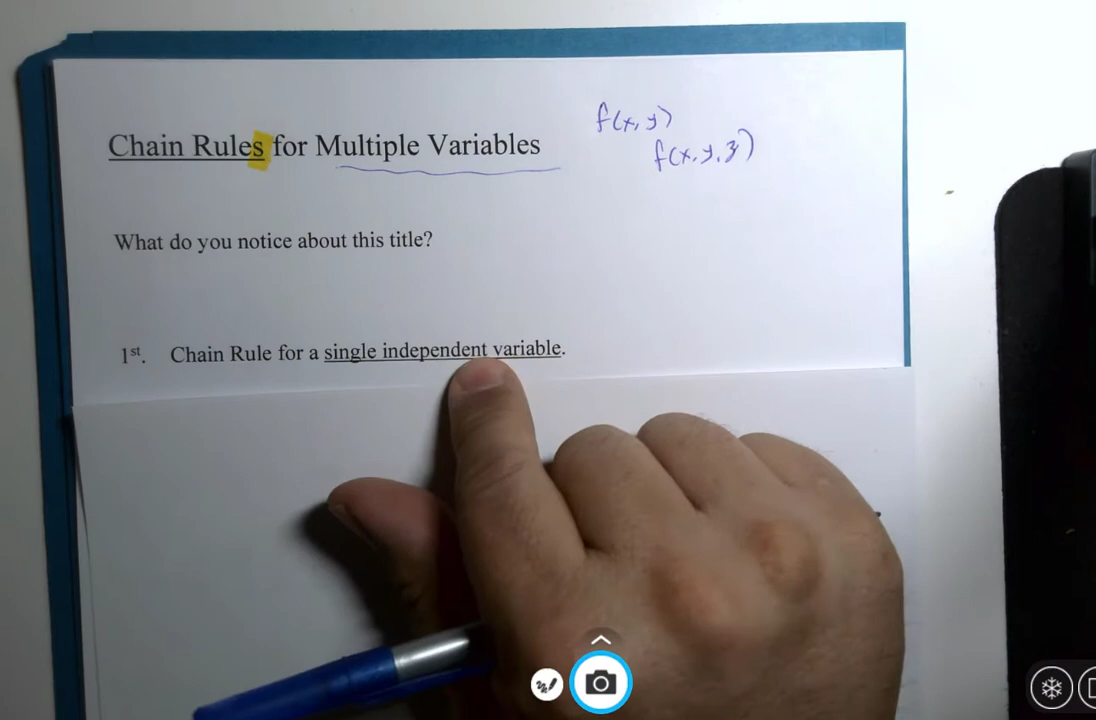 f(x,y)
Chain Rules for Multiple Variables
f(x,y,z)
What do you notice about this title?
1st. Chain Rule for a single independent variable.